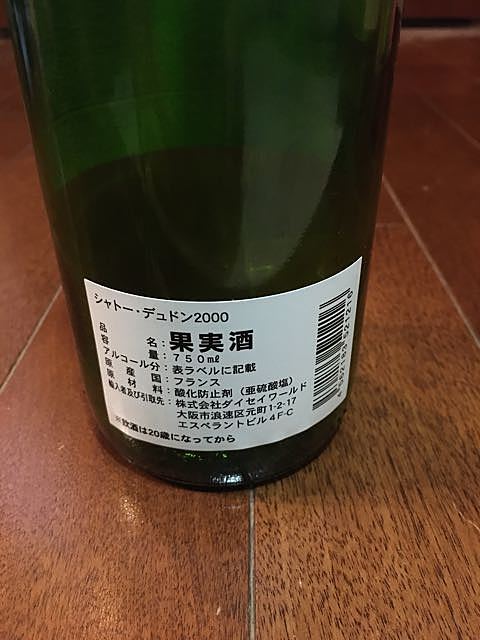 シャトー・デュドン2000
品名：果実酒
容量：750㎖
アルコール分：表ラベルに記載
原産国：フランス
原材料：酸化防止剤（亜硫酸塩）
輸入者及び引取先：株式会社ダイセイワールド
大阪市浪速区元町1-2-17
エスペラントビル4F-C
※飲酒は20歳になってから